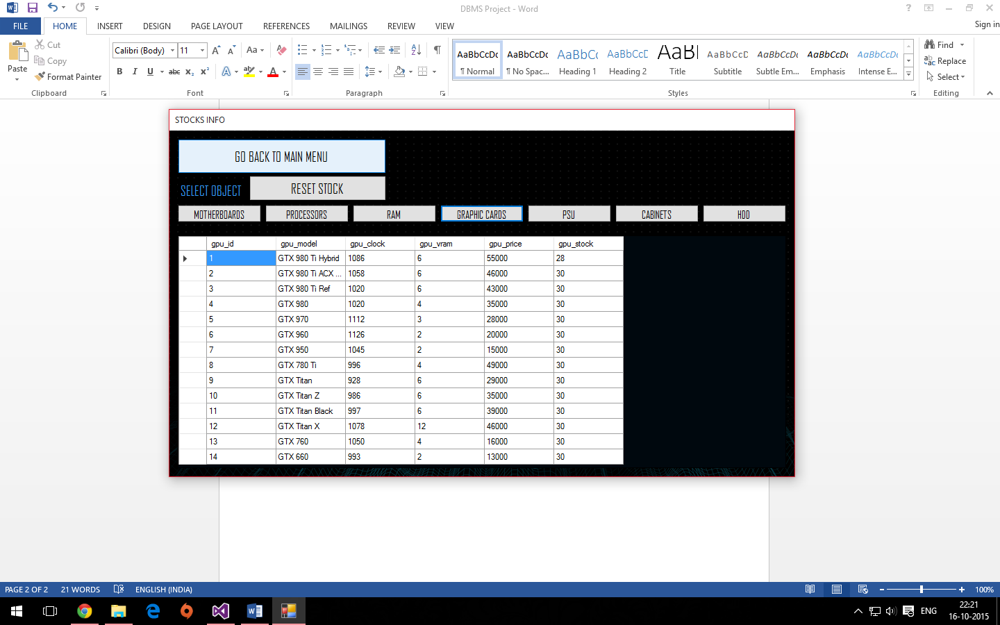 DBMS Project - Word
FILE HOME INSERT DESIGN PAGE LAYOUT REFERENCES MAILINGS REVIEW VIEW Sign in
Paste
Cut
Copy
Format Painter
Clipboard
Calibri (Body) 11
Font
Paragraph
AaBbCcDc AaBbCcDc AaBbCc AaBbCcD AaB AaBbCcD AaBbCcDc AaBbCcDc AaBbCcDc
¶ Normal ¶ No Spac... Heading 1 Heading 2 Title Subtitle Subtle Em... Emphasis Intense E...
Styles
Find
Replace
Select
Editing
STOCKS INFO
GO BACK TO MAIN MENU
SELECT OBJECT RESET STOCK
MOTHERBOARDS PROCESSORS RAM GRAPHIC CARDS PSU CABINETS HDD
gpu_id gpu_model gpu_clock gpu_vram gpu_price gpu_stock
1 GTX 980 Ti Hybrid 1086 6 55000 28
2 GTX 980 Ti ACX ... 1058 6 46000 30
3 GTX 980 Ti Ref 1020 6 43000 30
4 GTX 980 1020 4 35000 30
5 GTX 970 1112 3 28000 30
6 GTX 960 1126 2 20000 30
7 GTX 950 1045 2 15000 30
8 GTX 780 Ti 996 4 49000 30
9 GTX Titan 928 6 29000 30
10 GTX Titan Z 986 6 35000 30
11 GTX Titan Black 997 6 39000 30
12 GTX Titan X 1078 12 46000 30
13 GTX 760 1050 4 16000 30
14 GTX 660 993 2 13000 30
PAGE 2 OF 2 21 WORDS ENGLISH (INDIA) 100%
ENG
22:21
16-10-2015